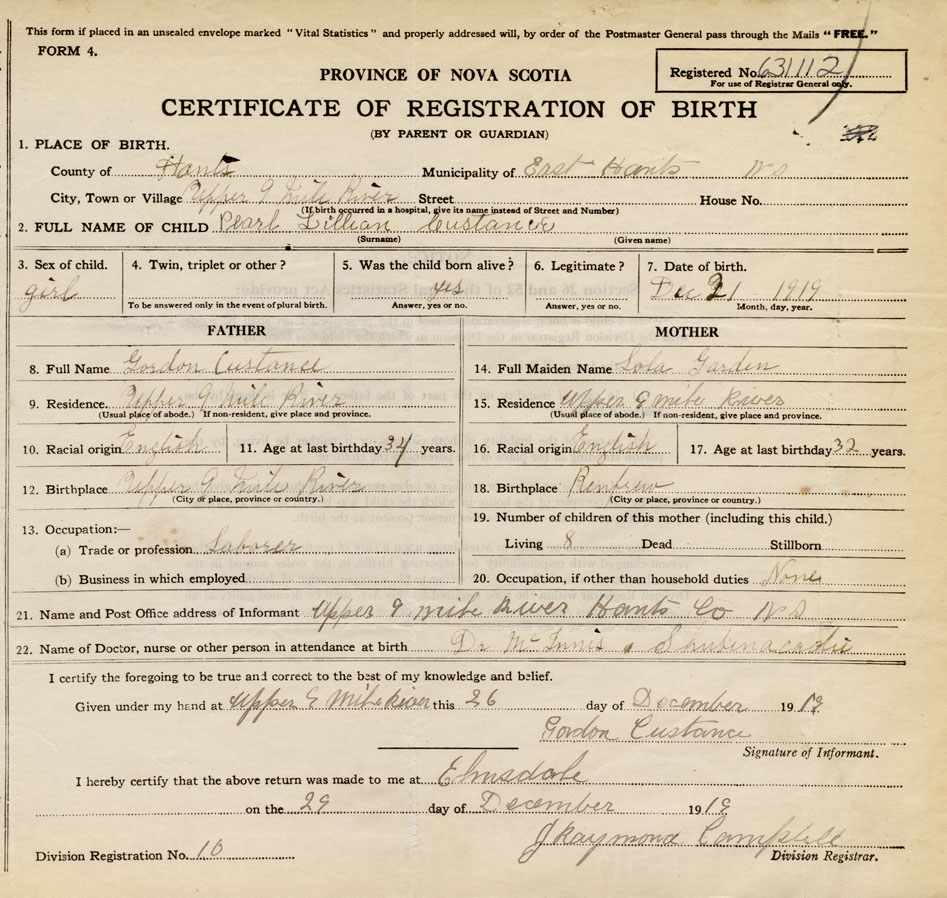 This form if placed in an unsealed envelope marked "Vital Statistics" and properly addressed will, by order of the Postmaster General pass through the Mails "FREE."
FORM 4.
Registered No. 631112
For use of Registrar General only.
PROVINCE OF NOVA SCOTIA
CERTIFICATE OF REGISTRATION OF BIRTH
(BY PARENT OR GUARDIAN)
1. PLACE OF BIRTH.
County of Hants Municipality of East Hants N S
City, Town or Village Upper 9 Mile River Street House No.
(If birth occurred in a hospital, give its name instead of Street and Number)
2. FULL NAME OF CHILD Pearl Lillian Custance
(Surname) (Given name)
3. Sex of child. 4. Twin, triplet or other? 5. Was the child born alive? 6. Legitimate? 7. Date of birth.
girl yes Dec 21 1919
To be answered only in the event of plural birth. Answer, yes or no. Answer, yes or no. Month, day, year.
FATHER
8. Full Name Gordon Custance
9. Residence. Upper 9 Mile River
(Usual place of abode.) If non-resident, give place and province.
10. Racial origin English 11. Age at last birthday 34 years.
12. Birthplace Upper 9 Mile River
(City or place, province or country.)
13. Occupation:—
(a) Trade or profession. Laborer
(b) Business in which employed
MOTHER
14. Full Maiden Name Lola Garden
15. Residence Upper 9 Mile River
(Usual place of abode.) If non-resident, give place and province.
16. Racial origin English 17. Age at last birthday 32 years.
18. Birthplace Renfrew
(City or place, province or country.)
19. Number of children of this mother (including this child.)
Living 8 Dead Stillborn
20. Occupation, if other than household duties None
21. Name and Post Office address of Informant Upper 9 mile River Hants Co N S
22. Name of Doctor, nurse or other person in attendance at birth Dr McInnis Shubenacadie
I certify the foregoing to be true and correct to the best of my knowledge and belief.
Given under my hand at Upper 9 Mile River this 26 day of December 1919
Gordon Custance
Signature of Informant.
I hereby certify that the above return was made to me at Elmsdale
on the 29 day of December 1919
J Raymond Campbell
Division Registration No. 10 Division Registrar.